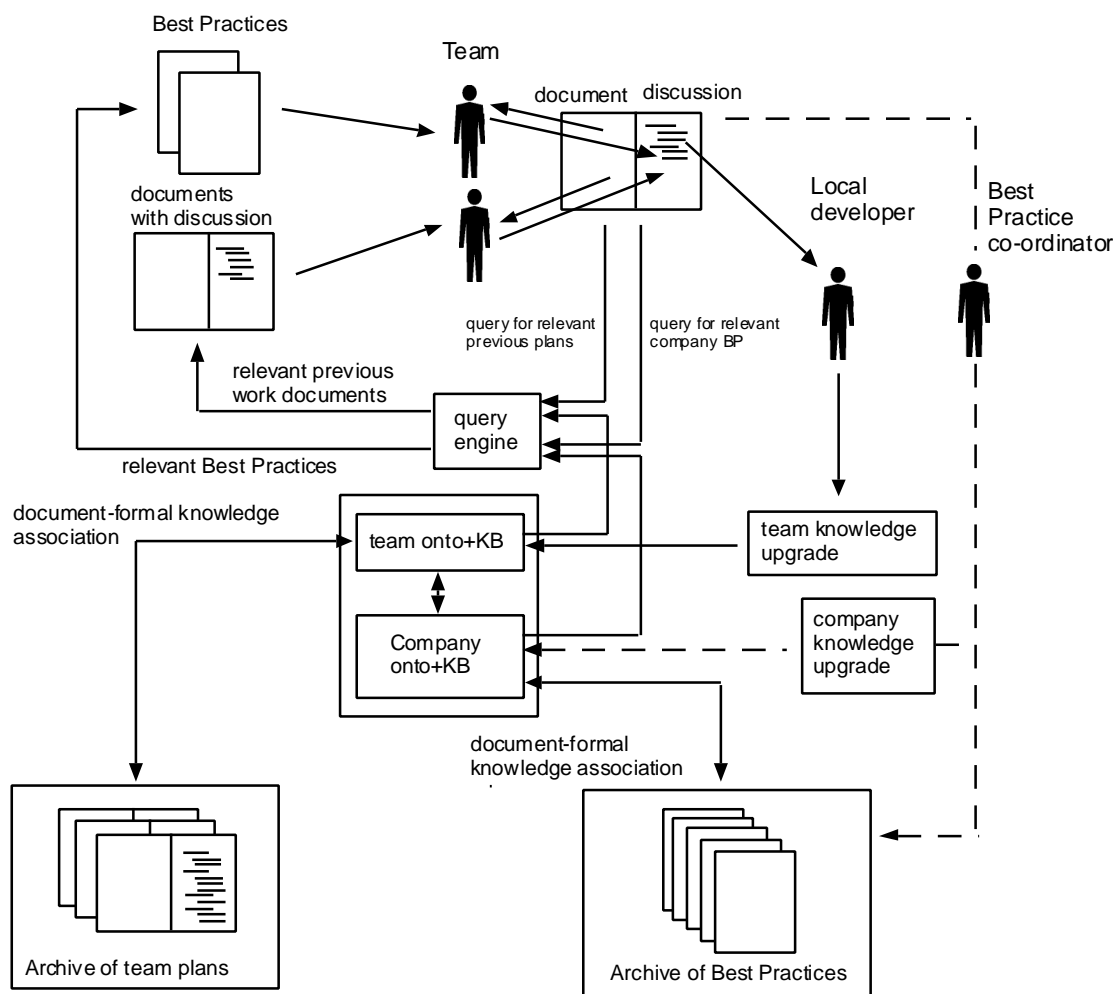 Best Practices
Team
document
discussion
documents
with discussion
Local
developer
Best
Practice
co-ordinator
query for relevant
previous plans
query for relevant
company BP
relevant previous
work documents
query
engine
relevant Best Practices
document-formal knowledge
association
team onto+KB
team knowledge
upgrade
Company
onto+KB
company
knowledge
upgrade
document-formal
knowledge association
Archive of team plans
Archive of Best Practices